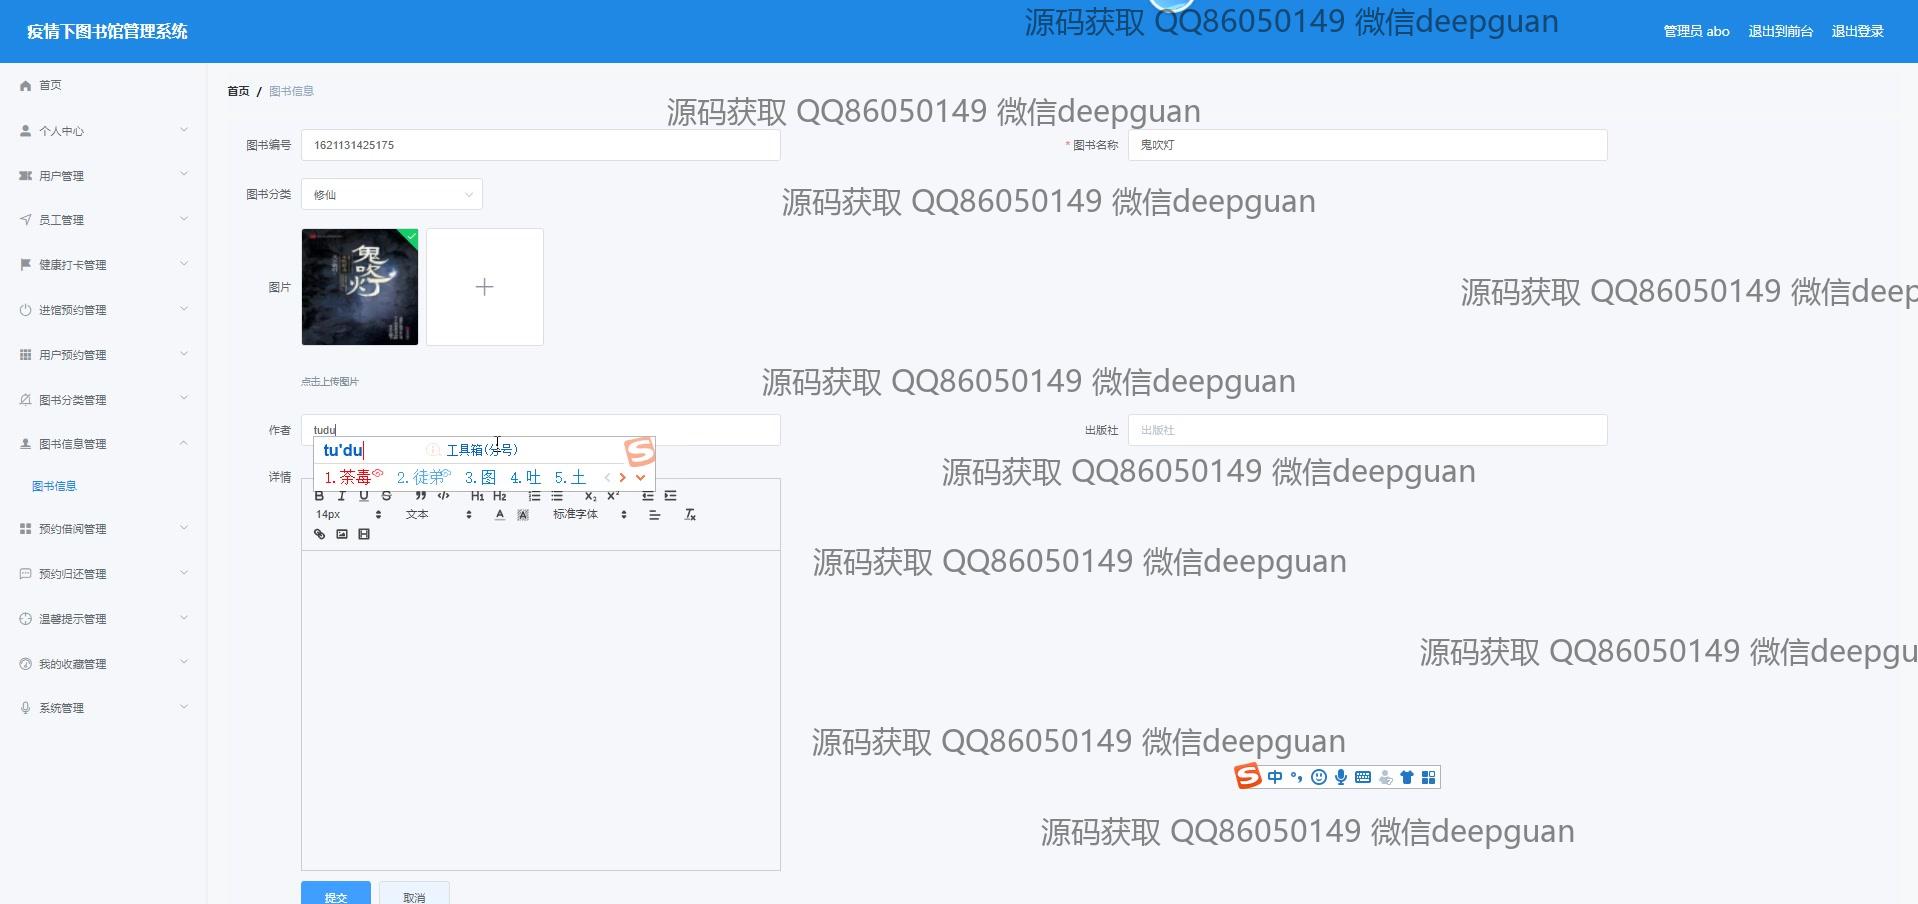 疫情下图书馆管理系统
源码获取 QQ86050149 微信deepguan
管理员 abo 退出到前台 退出登录
首页
个人中心
用户管理
员工管理
健康打卡管理
进馆预约管理
用户预约管理
图书分类管理
图书信息管理
图书信息
预约借阅管理
预约归还管理
温馨提示管理
我的收藏管理
系统管理
首页 / 图书信息
源码获取 QQ86050149 微信deepguan
图书编号 1621131425175
* 图书名称 鬼吹灯
图书分类 修仙
源码获取 QQ86050149 微信deepguan
图片
鬼吹灯
源码获取 QQ86050149 微信deep
点击上传图片
源码获取 QQ86050149 微信deepguan
作者 tudu
出版社 出版社
tu'du 工具箱(分号)
1.荼毒 2.徒弟 3.图 4.吐 5.土
源码获取 QQ86050149 微信deepguan
详情
B I U S H1 H2 X₂ X²
14px 文本 A A 标准字体
源码获取 QQ86050149 微信deepguan
源码获取 QQ86050149 微信deepgu
源码获取 QQ86050149 微信deepguan
中
源码获取 QQ86050149 微信deepguan
提交 取消